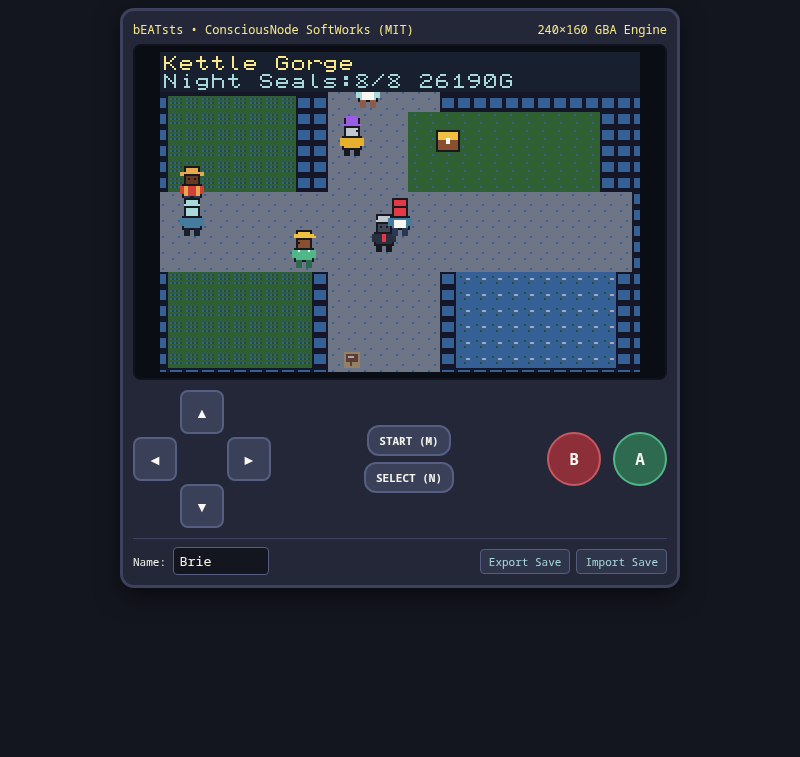 bEATsts • ConsciousNode SoftWorks (MIT) 240×160 GBA Engine
Kettle Gorge
Night Seals:8/8 26190G
▲
◄ ►
▼
START (M)
SELECT (N)
B A
Name: Brie Export Save Import Save